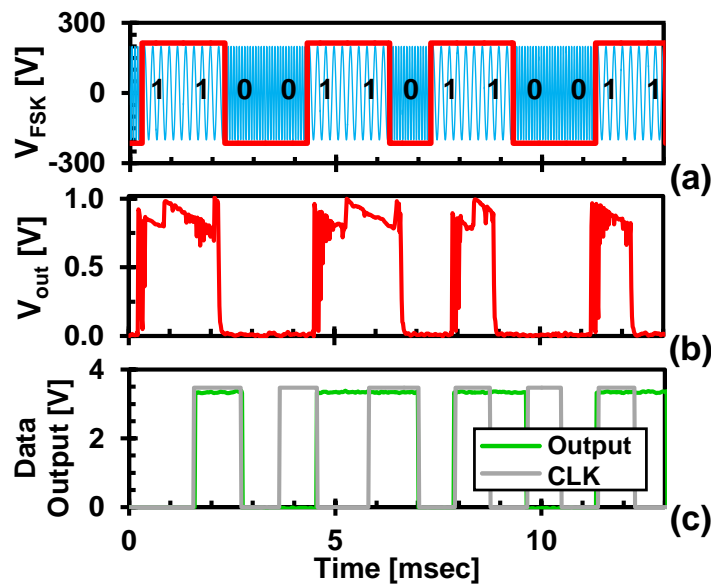 300
0
-300
V_FSK [V]
1 1 0 0 1 1 0 1 1 0 0 1 1
(a)
1.0
0.5
0.0
V_out [V]
(b)
4
2
0
Data
Output [V]
Output
CLK
(c)
0 5 10
Time [msec]